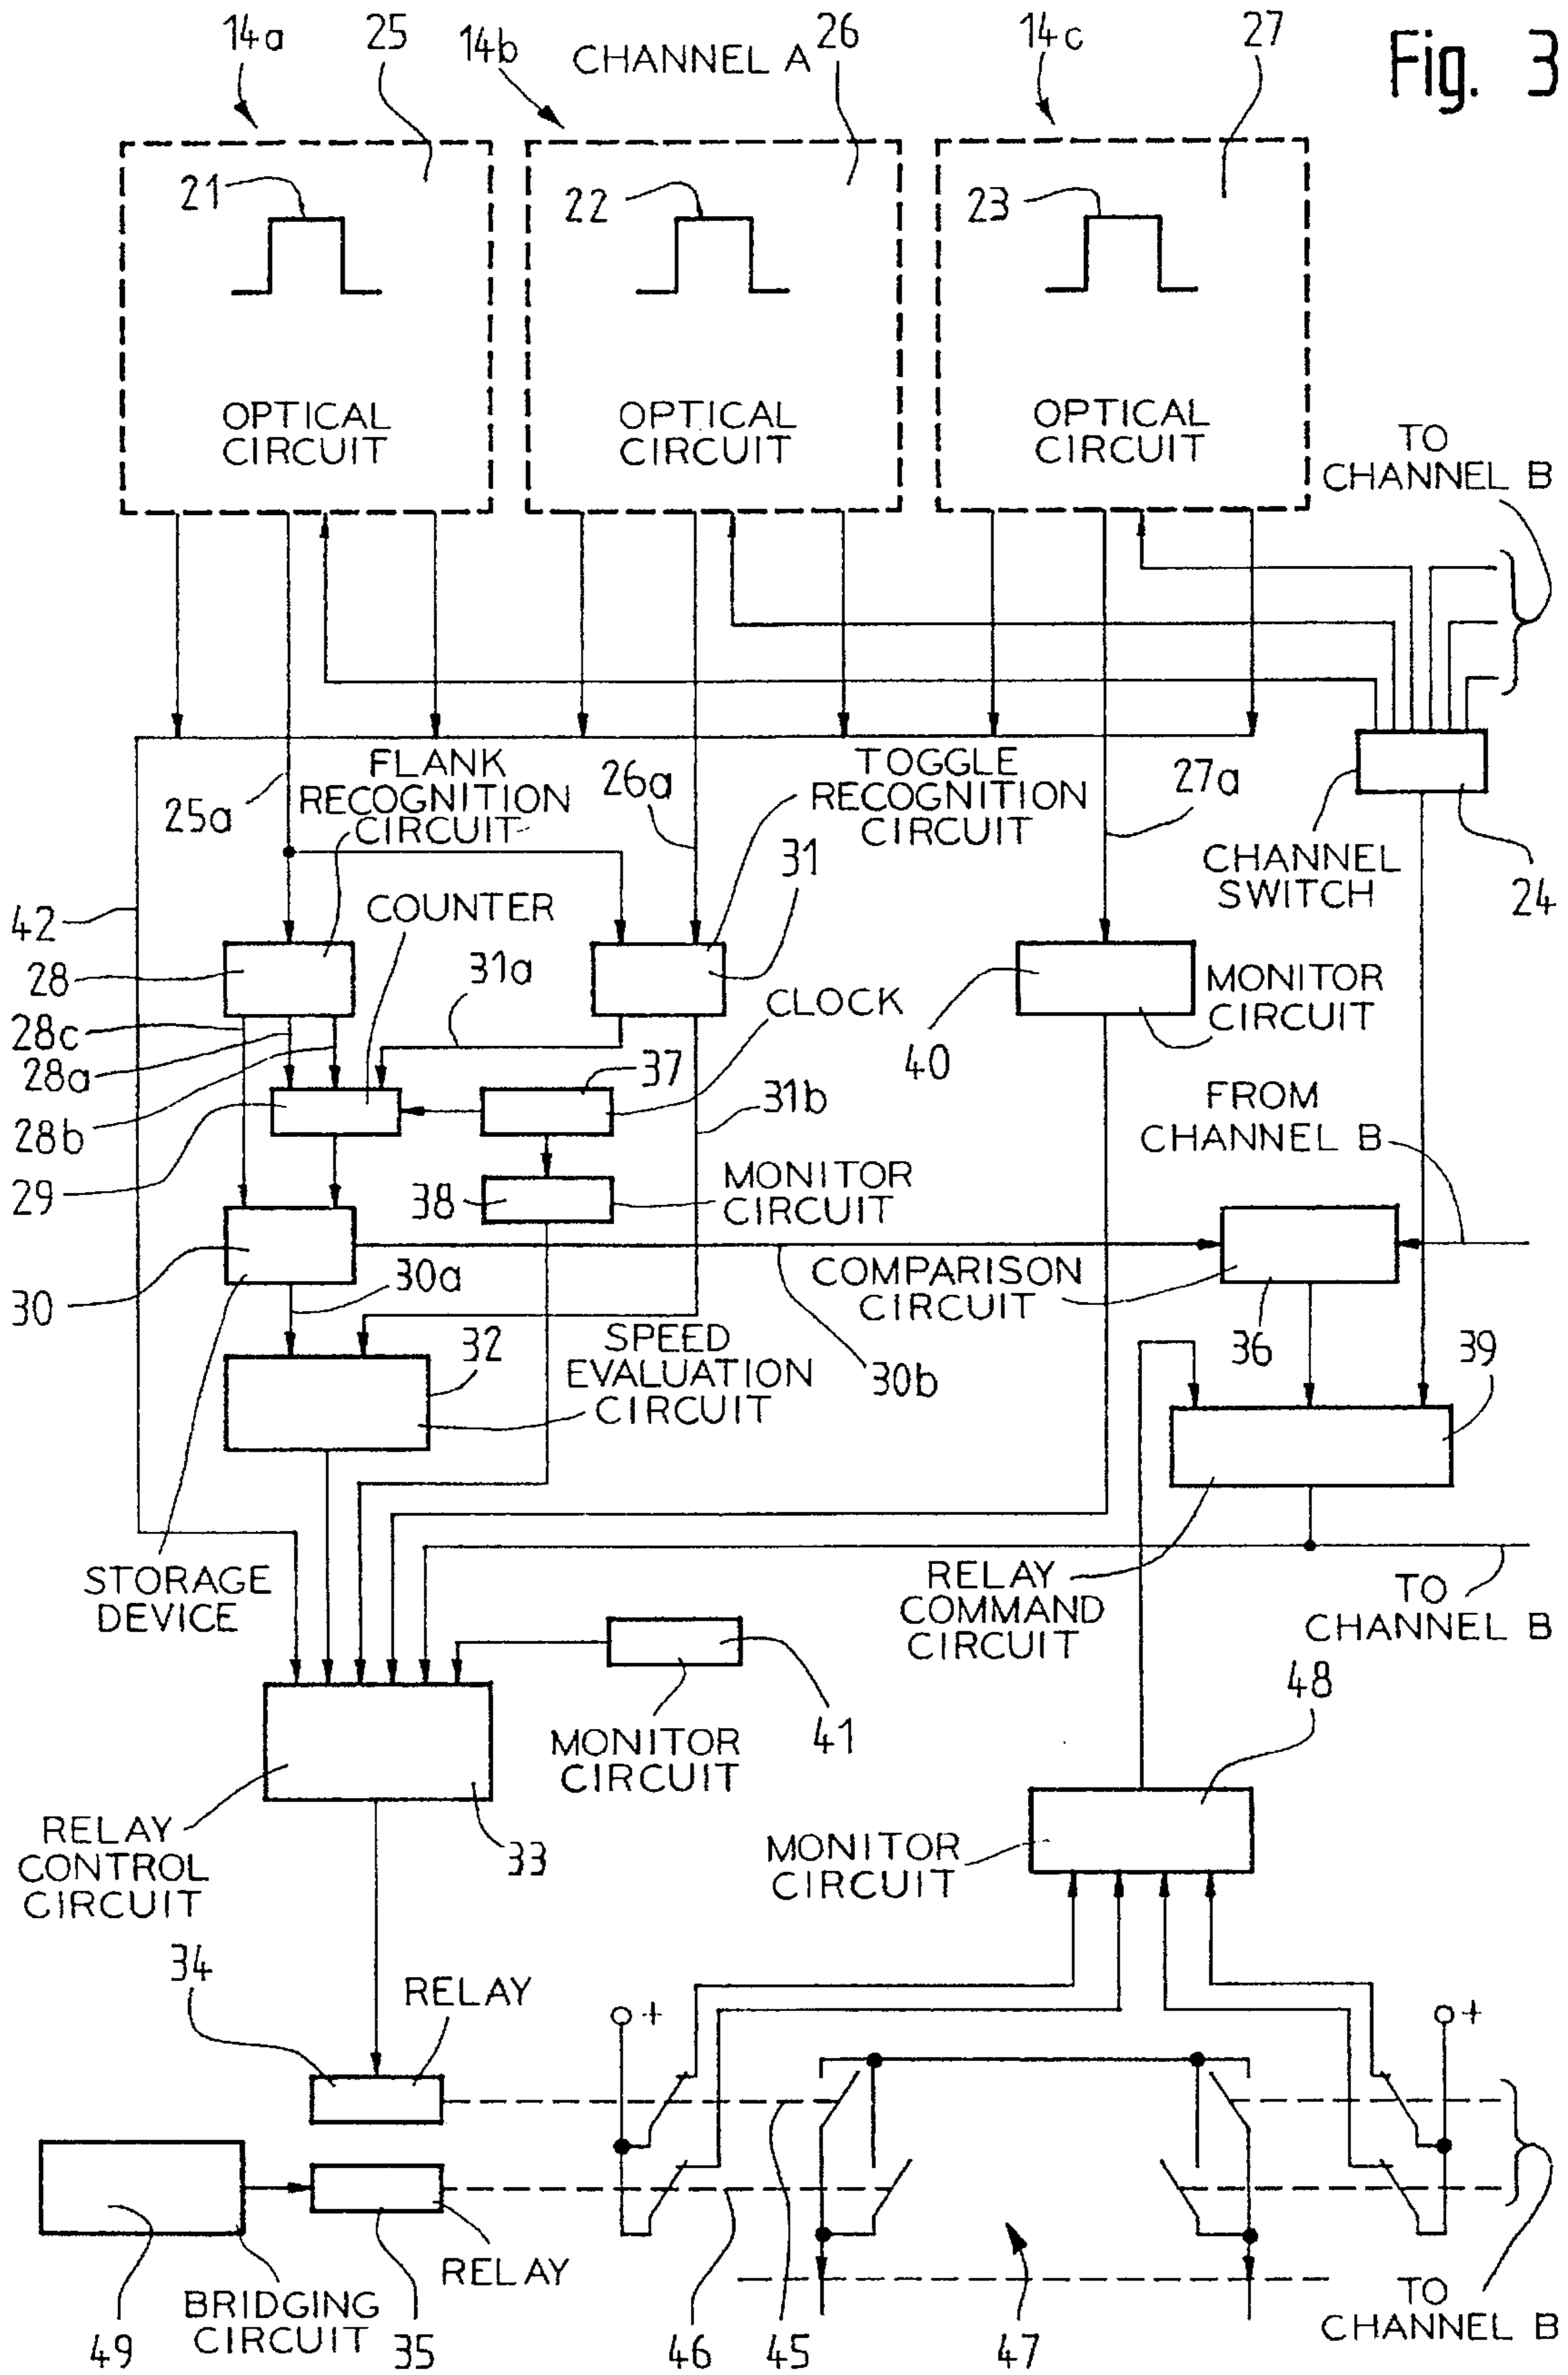 Fig. 3
14a
25
14b
CHANNEL A
26
14c
27
21
22
23
OPTICAL
CIRCUIT
OPTICAL
CIRCUIT
OPTICAL
CIRCUIT
TO
CHANNEL B
FLANK
RECOGNITION
CIRCUIT
25a
26a
TOGGLE
RECOGNITION
CIRCUIT
27a
CHANNEL
SWITCH
24
42
COUNTER
31
28
31a
CLOCK
40
MONITOR
CIRCUIT
28c
28a
28b
37
31b
29
38
MONITOR
CIRCUIT
FROM
CHANNEL B
30
30a
COMPARISON
CIRCUIT
36
32
SPEED
EVALUATION
CIRCUIT
30b
39
STORAGE
DEVICE
RELAY
COMMAND
CIRCUIT
TO
CHANNEL B
MONITOR
CIRCUIT
41
48
RELAY
CONTROL
CIRCUIT
33
MONITOR
CIRCUIT
34
RELAY
+
+
RELAY
BRIDGING
CIRCUIT
49
35
46
45
47
TO
CHANNEL B